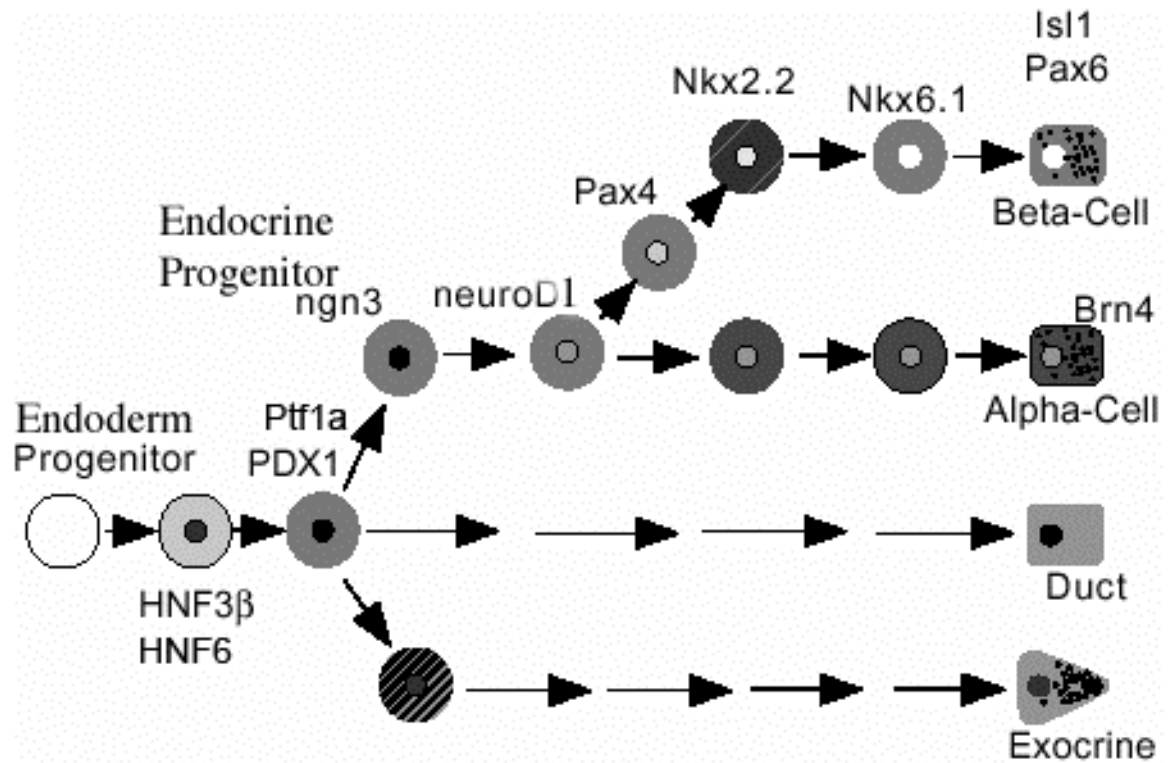 Isl1
Pax6
Nkx2.2
Nkx6.1
Pax4
Beta-Cell
Endocrine
Progenitor
ngn3
neuroD1
Brn4
Alpha-Cell
Endoderm
Progenitor
Ptf1a
PDX1
HNF3β
HNF6
Duct
Exocrine